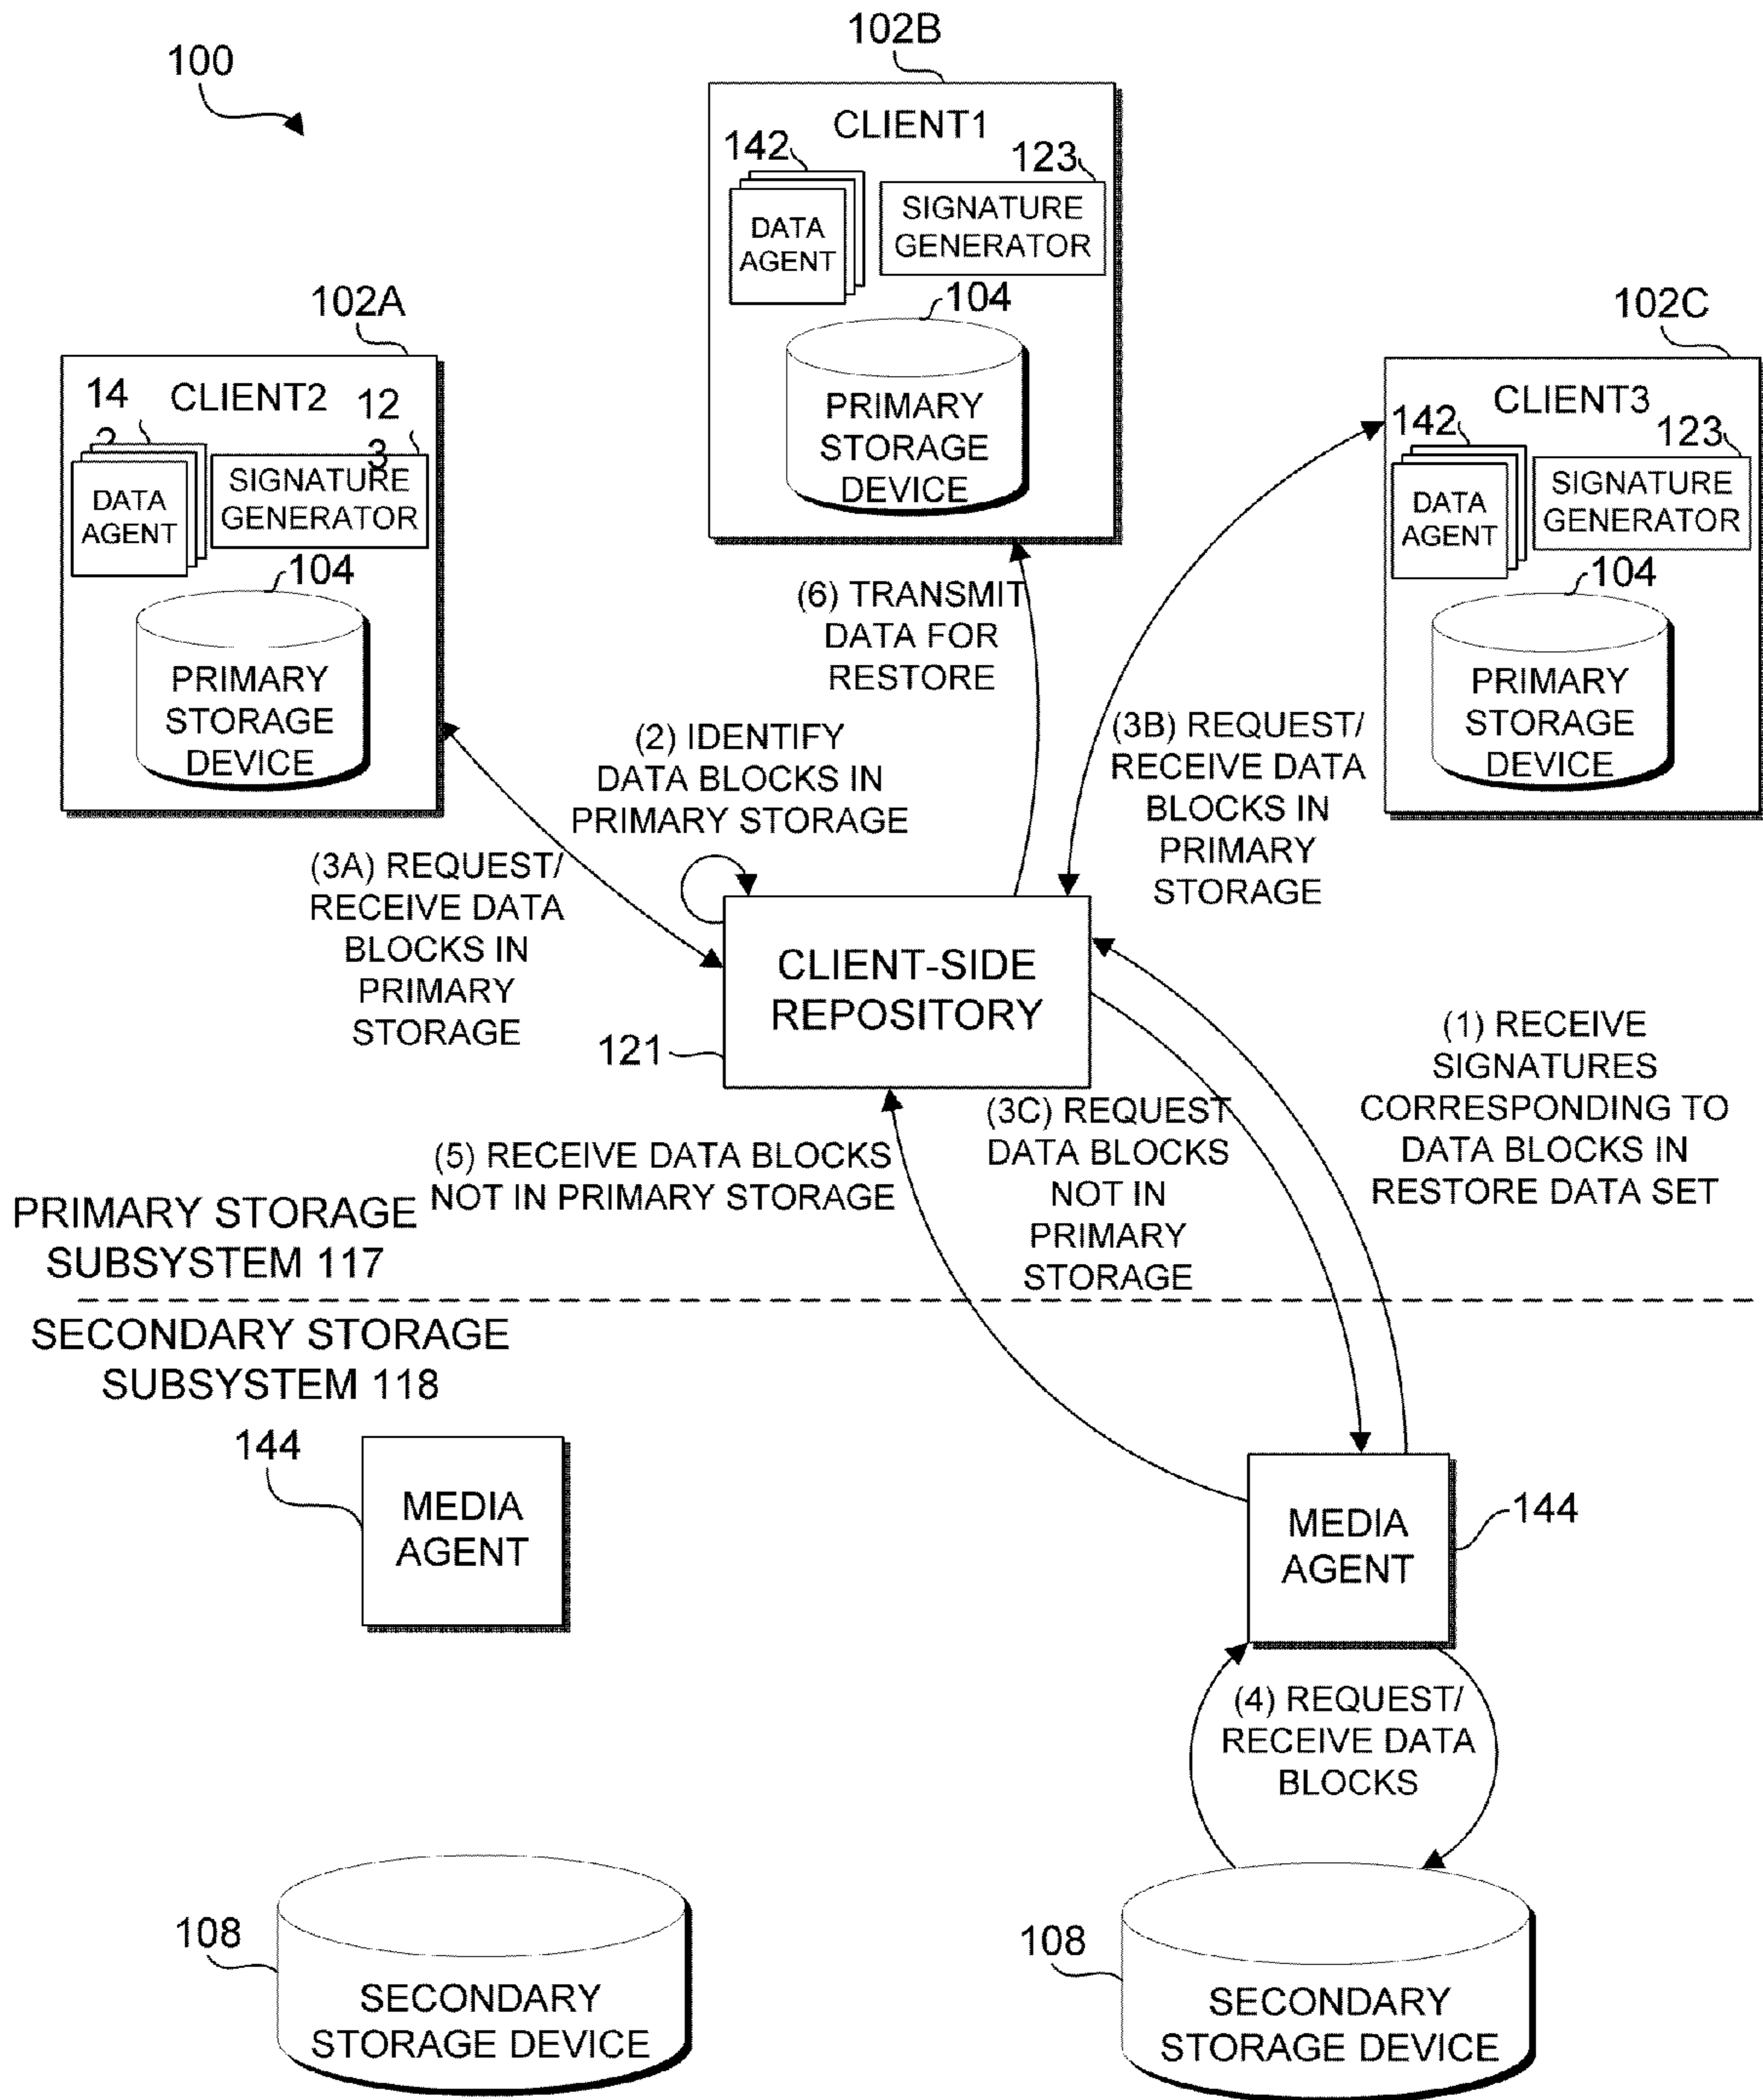 100
102B
CLIENT1
142
123
DATA
AGENT
SIGNATURE
GENERATOR
104
PRIMARY
STORAGE
DEVICE
102A
CLIENT2
14
2
12
3
DATA
AGENT
SIGNATURE
GENERATOR
104
PRIMARY
STORAGE
DEVICE
102C
CLIENT3
142
123
DATA
AGENT
SIGNATURE
GENERATOR
104
PRIMARY
STORAGE
DEVICE
(6) TRANSMIT
DATA FOR
RESTORE
(2) IDENTIFY
DATA BLOCKS IN
PRIMARY STORAGE
(3B) REQUEST/
RECEIVE DATA
BLOCKS IN
PRIMARY
STORAGE
(3A) REQUEST/
RECEIVE DATA
BLOCKS IN
PRIMARY
STORAGE
CLIENT-SIDE
REPOSITORY
121
(1) RECEIVE
SIGNATURES
CORRESPONDING TO
DATA BLOCKS IN
RESTORE DATA SET
(3C) REQUEST
DATA BLOCKS
NOT IN
PRIMARY
STORAGE
(5) RECEIVE DATA BLOCKS
NOT IN PRIMARY STORAGE
PRIMARY STORAGE
SUBSYSTEM 117
SECONDARY STORAGE
SUBSYSTEM 118
144
MEDIA
AGENT
MEDIA
AGENT
144
(4) REQUEST/
RECEIVE DATA
BLOCKS
108
SECONDARY
STORAGE DEVICE
108
SECONDARY
STORAGE DEVICE